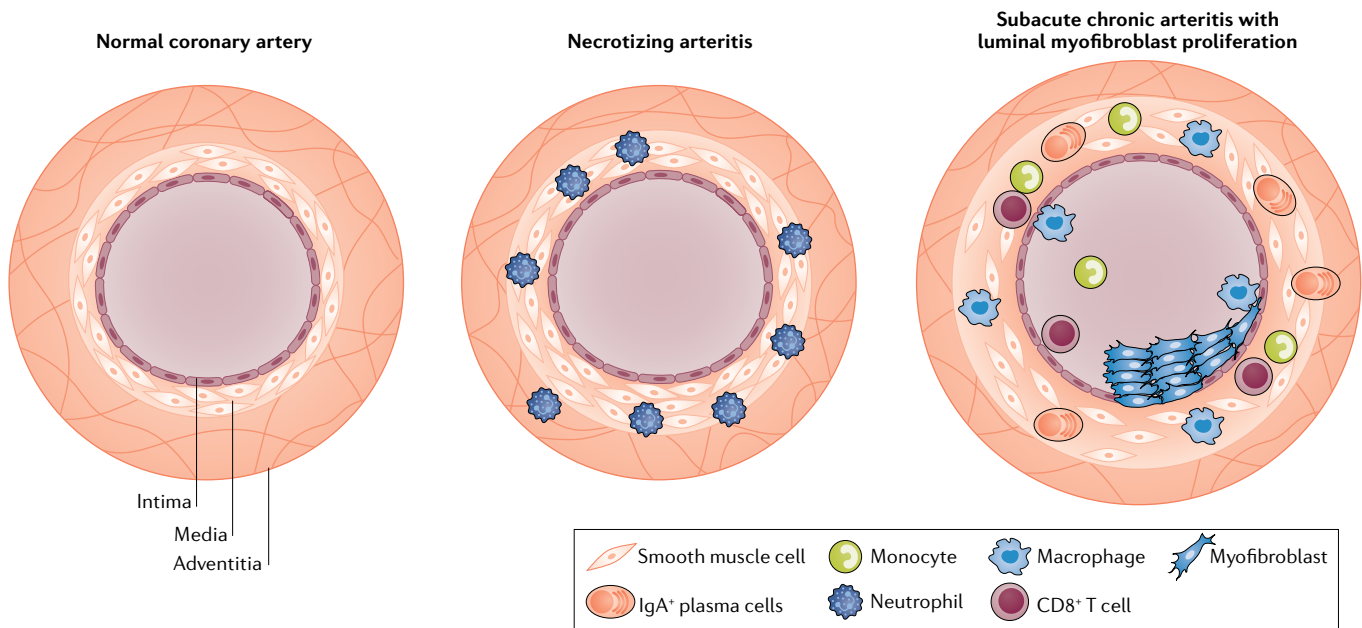 Normal coronary artery
Necrotizing arteritis
Subacute chronic arteritis with
luminal myofibroblast proliferation
Intima
Media
Adventitia
Smooth muscle cell
Monocyte
Macrophage
Myofibroblast
IgA⁺ plasma cells
Neutrophil
CD8⁺ T cell